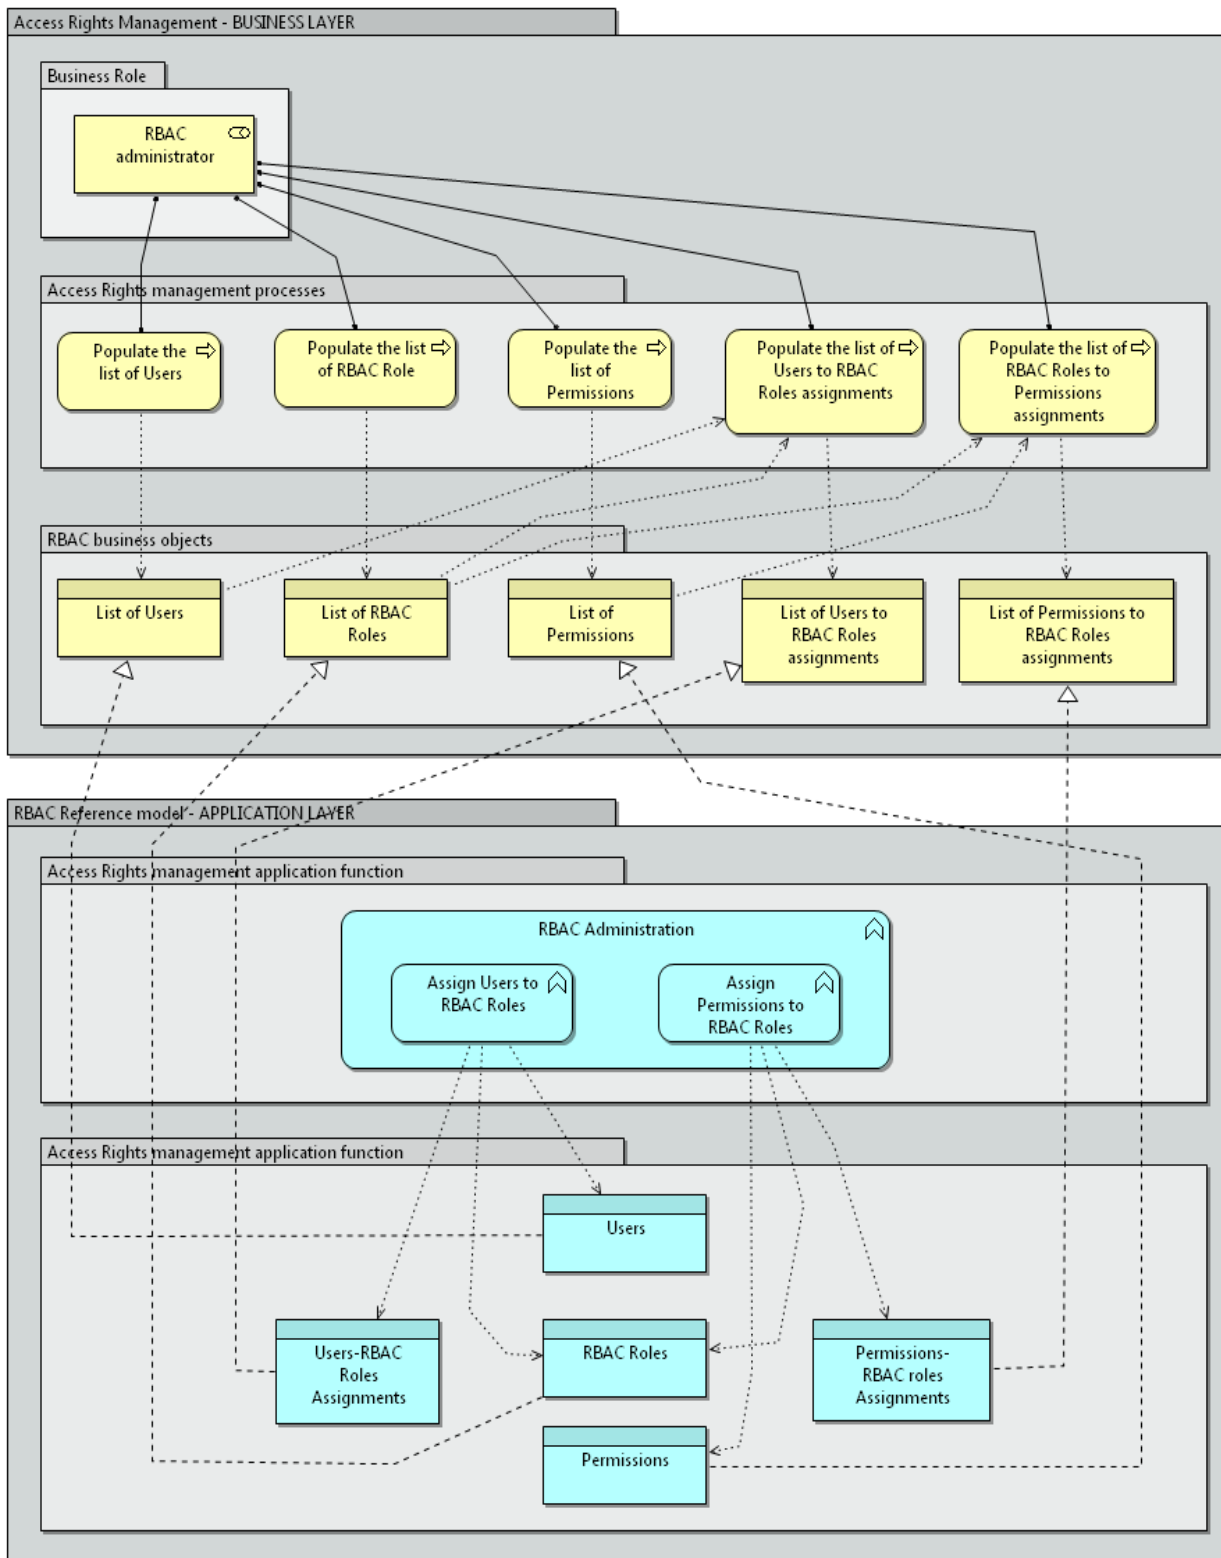 Access Rights Management - BUSINESS LAYER
Business Role
RBAC
administrator
Access Rights management processes
Populate the
list of Users
Populate the list
of RBAC Role
Populate the
list of
Permissions
Populate the list of
Users to RBAC
Roles assignments
Populate the list of
RBAC Roles to
Permissions
assignments
RBAC business objects
List of Users
List of RBAC
Roles
List of
Permissions
List of Users to
RBAC Roles
assignments
List of Permissions to
RBAC Roles
assignments
RBAC Reference model - APPLICATION LAYER
Access Rights management application function
RBAC Administration
Assign Users to
RBAC Roles
Assign
Permissions to
RBAC Roles
Access Rights management application function
Users
Users-RBAC
Roles
Assignments
RBAC Roles
Permissions-
RBAC roles
Assignments
Permissions